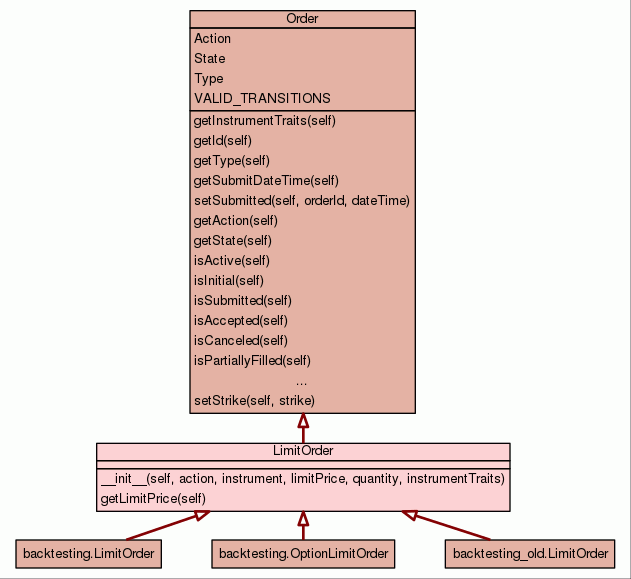 Order
Action
State
Type
VALID_TRANSITIONS
getInstrumentTraits(self)
getId(self)
getType(self)
getSubmitDateTime(self)
setSubmitted(self, orderId, dateTime)
getAction(self)
getState(self)
isActive(self)
isInitial(self)
isSubmitted(self)
isAccepted(self)
isCanceled(self)
isPartiallyFilled(self)
...
setStrike(self, strike)
LimitOrder
__init__(self, action, instrument, limitPrice, quantity, instrumentTraits)
getLimitPrice(self)
backtesting.LimitOrder
backtesting.OptionLimitOrder
backtesting_old.LimitOrder